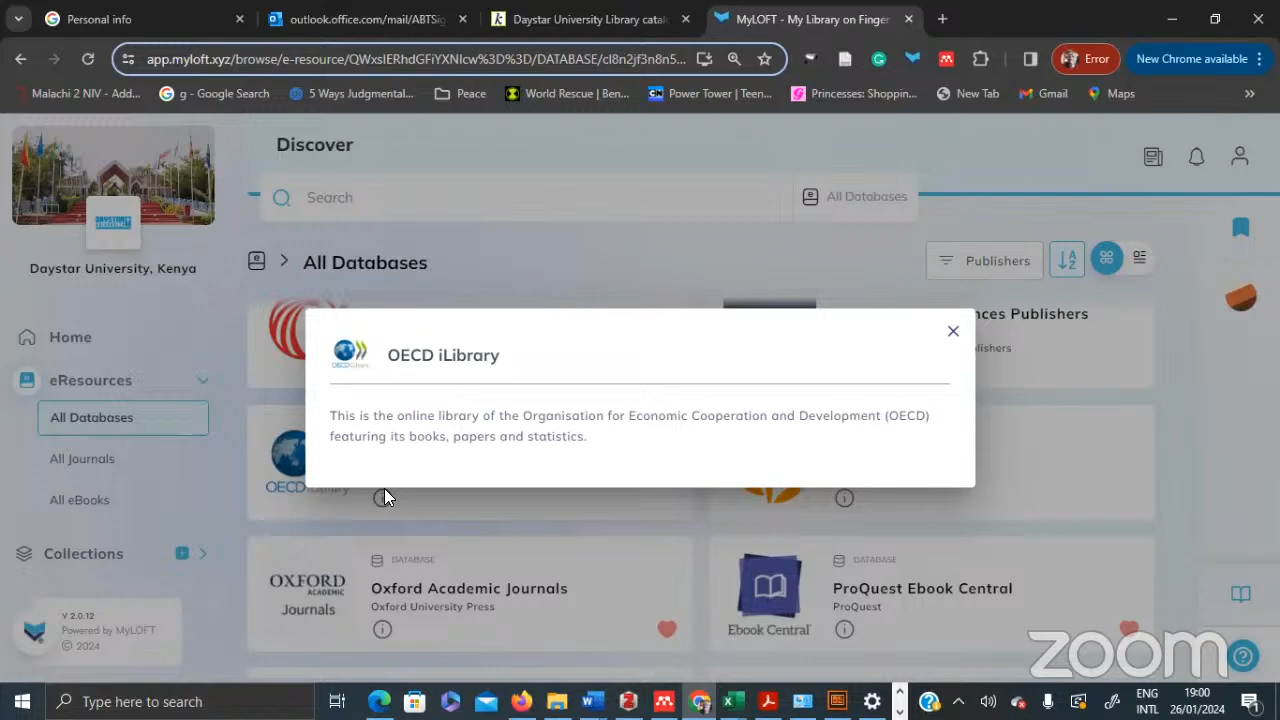 Personal info
outlook.office.com/mail/ABTSig
Daystar University Library catal
MyLOFT - My Library on Finger
app.myloft.xyz/browse/e-resource/QWxsIERhdGFiYXNlcw%3D%3D/DATABASE/cl8n2jf3n8n5...
Error
New Chrome available
Malachi 2 NIV - Add...
g - Google Search
5 Ways Judgmental...
Peace
World Rescue | Ben...
Power Tower | Teen...
Princesses: Shoppin...
New Tab
Gmail
Maps
Discover
Search
All Databases
DAYSTAR
Daystar University, Kenya
All Databases
Publishers
Home
eResources
All Databases
All Journals
All eBooks
Collections
V 2.0.12
Powered by MyLOFT
© 2024
nces Publishers
lishers
OECD iLibrary
This is the online library of the Organisation for Economic Cooperation and Development (OECD)
featuring its books, papers and statistics.
OECD iLibrary
OXFORD
ACADEMIC
Journals
DATABASE
Oxford Academic Journals
Oxford University Press
Ebook Central
DATABASE
ProQuest Ebook Central
ProQuest
zoom
Type here to search
ENG
INTL
19:00
26/01/2024